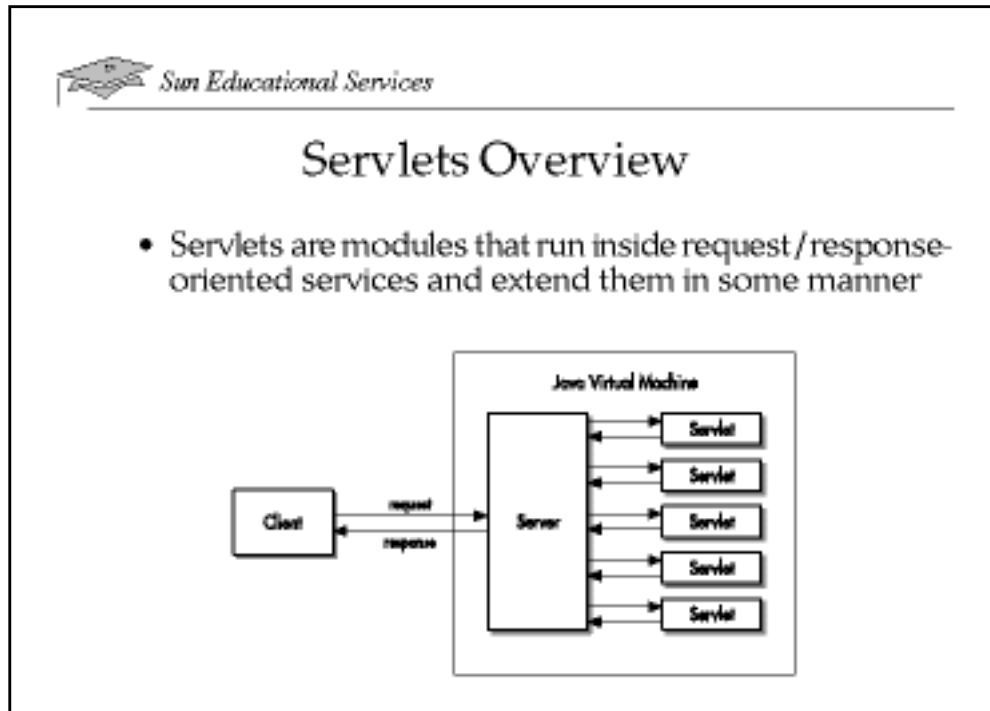 Sun Educational Services
Servlets Overview
• Servlets are modules that run inside request/response-
oriented services and extend them in some manner
Java Virtual Machine
Servlet
Servlet
Client
request
response
Server
Servlet
Servlet
Servlet